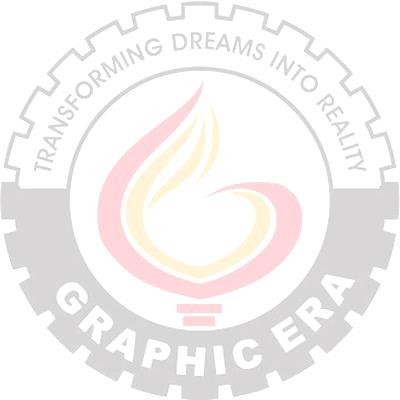 TRANSFORMING DREAMS INTO REALITY
GRAPHIC ERA